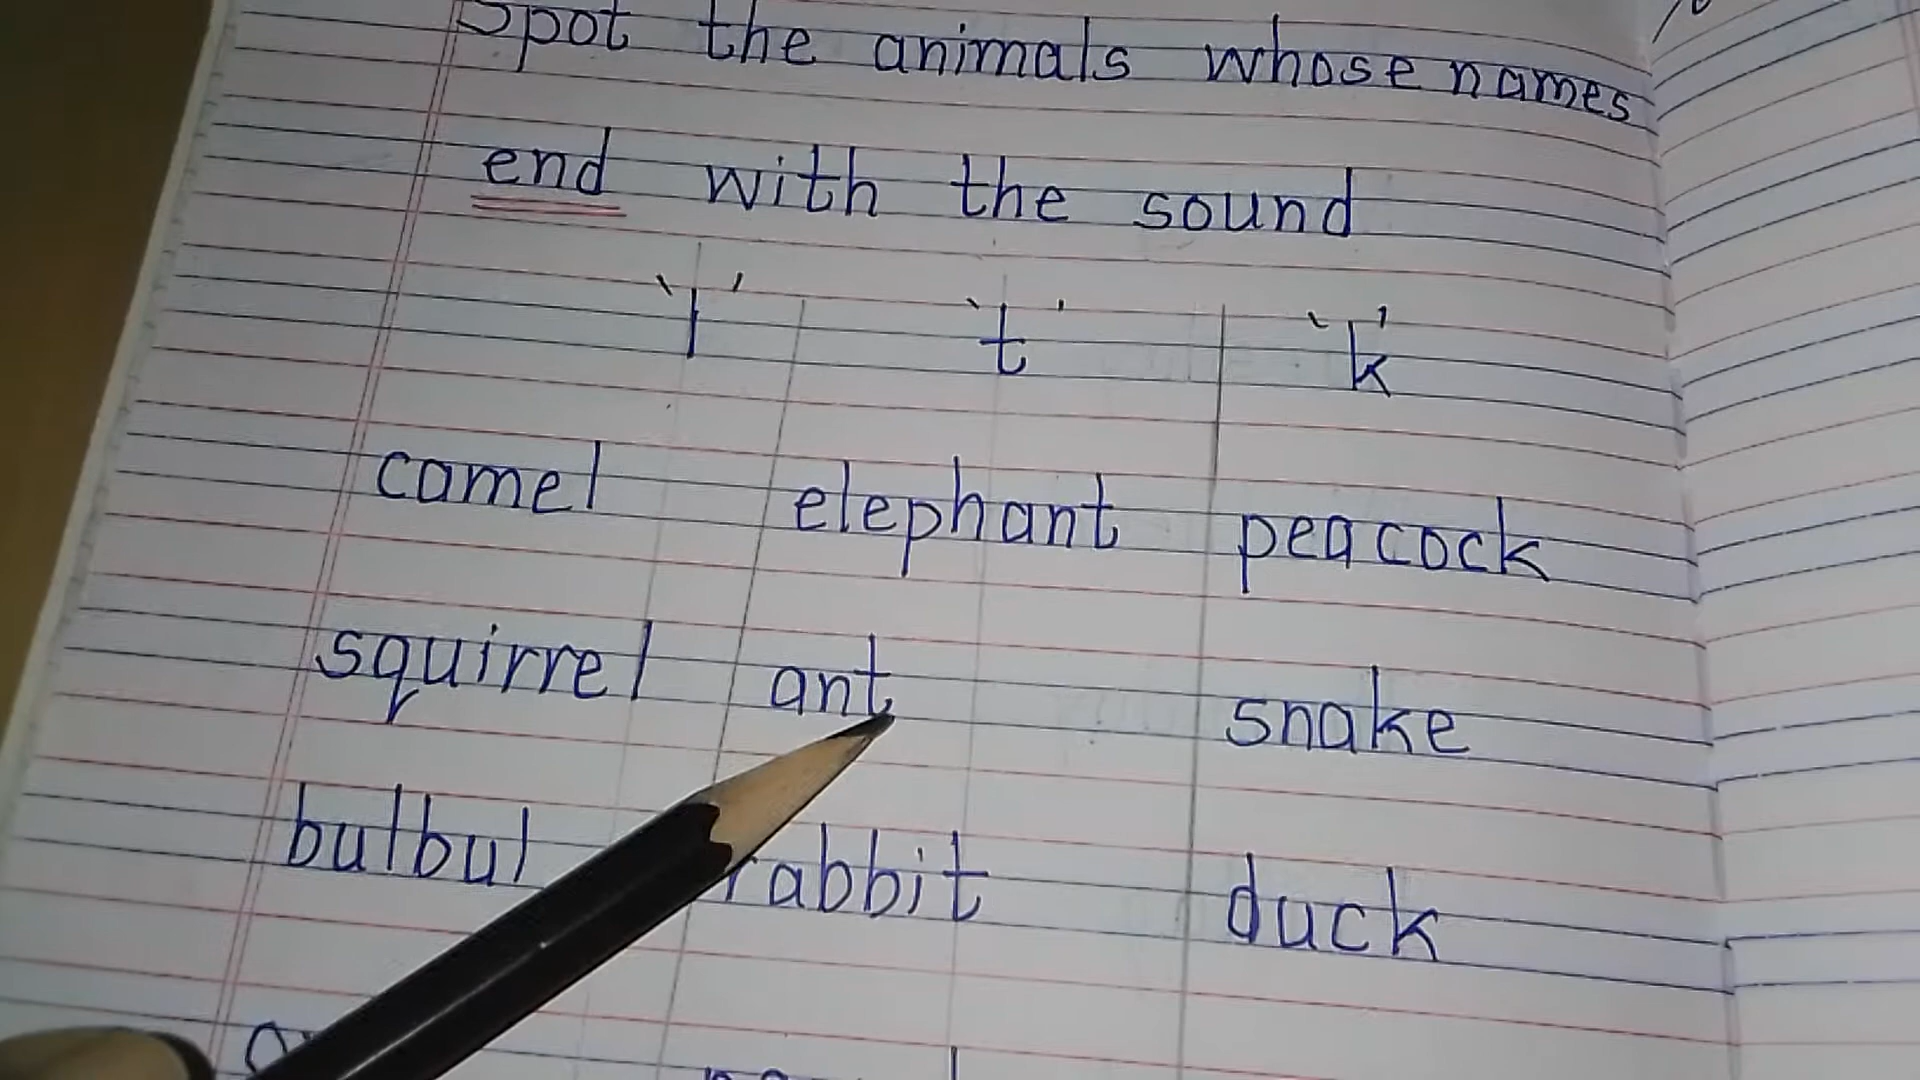 Spot the animals whose names
end with the sound
'l' 't' 'k'
camel elephant peacock
squirrel ant snake
bulbul rabbit duck